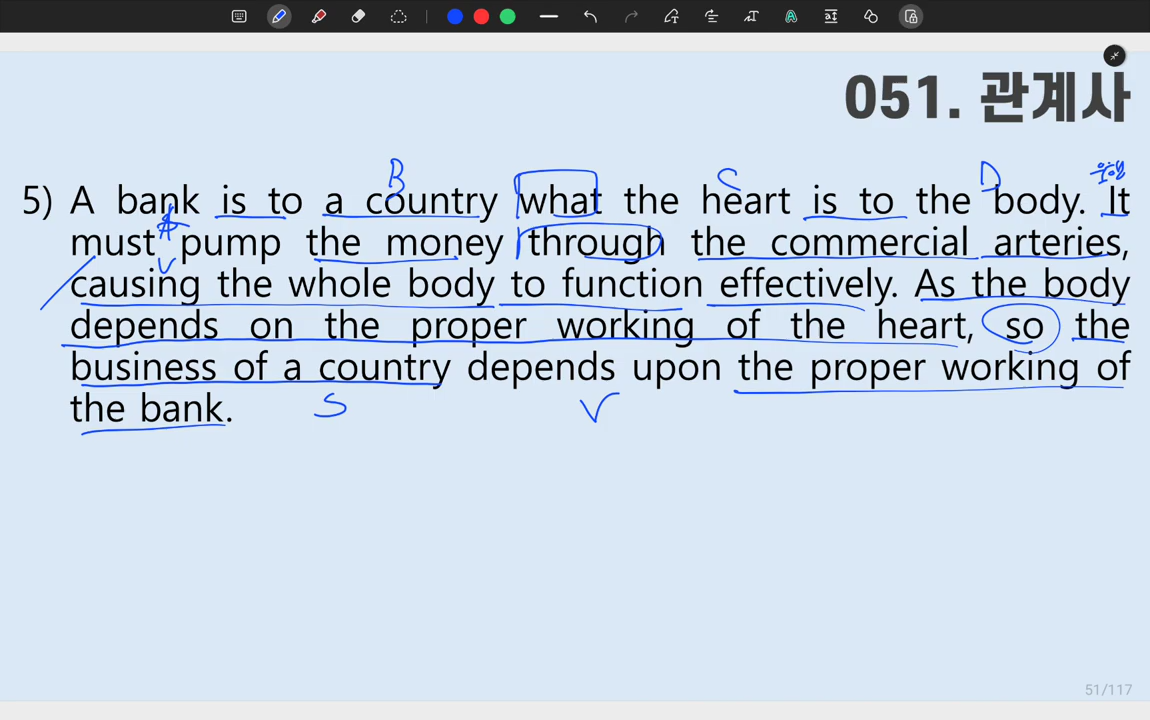 051. 관계사
B C D 은행
5) A bank is to a country what the heart is to the body. It
must pump the money through the commercial arteries,
V
causing the whole body to function effectively. As the body
depends on the proper working of the heart, so the
business of a country depends upon the proper working of
the bank. S V
51/117